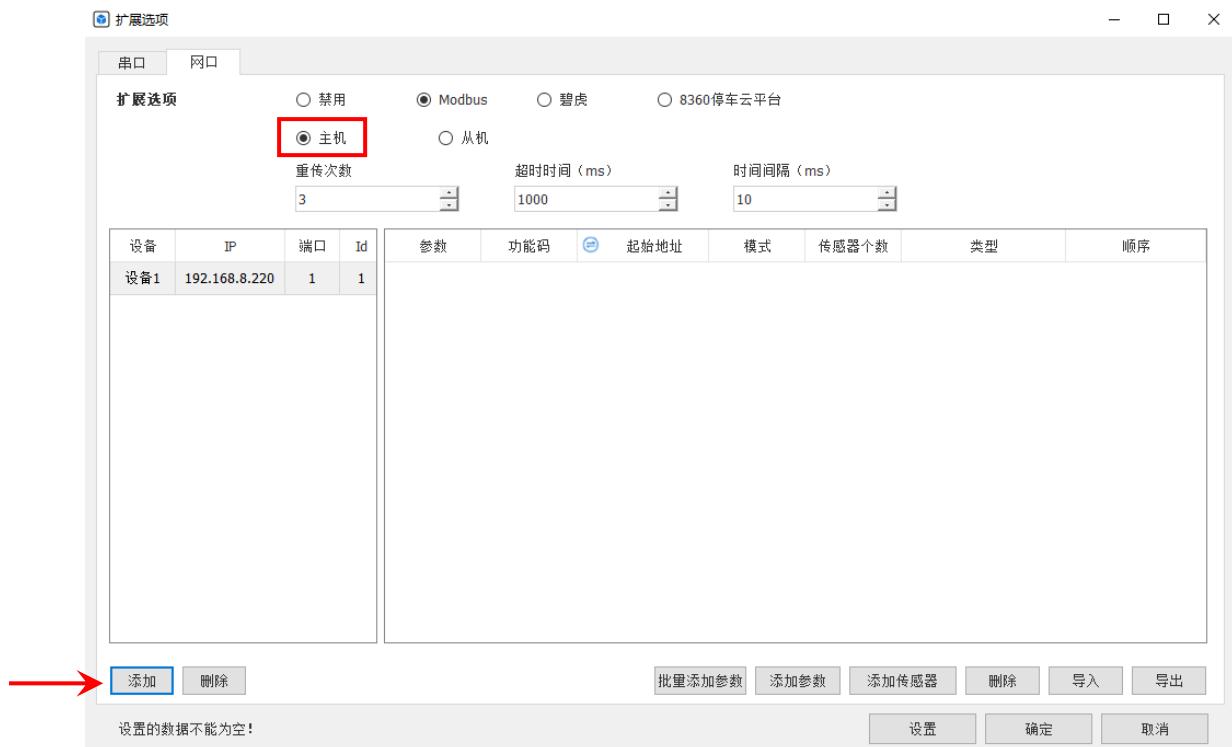 扩展选项
串口 网口
扩展选项 禁用 Modbus 碧虎 8360停车云平台
主机 从机
重传次数 超时时间（ms） 时间间隔（ms）
3 1000 10
设备 IP 端口 Id 参数 功能码 起始地址 模式 传感器个数 类型 顺序
设备1 192.168.8.220 1 1
添加 删除 批里添加参数 添加参数 添加传感器 删除 导入 导出
设置的数据不能为空!
设置 确定 取消